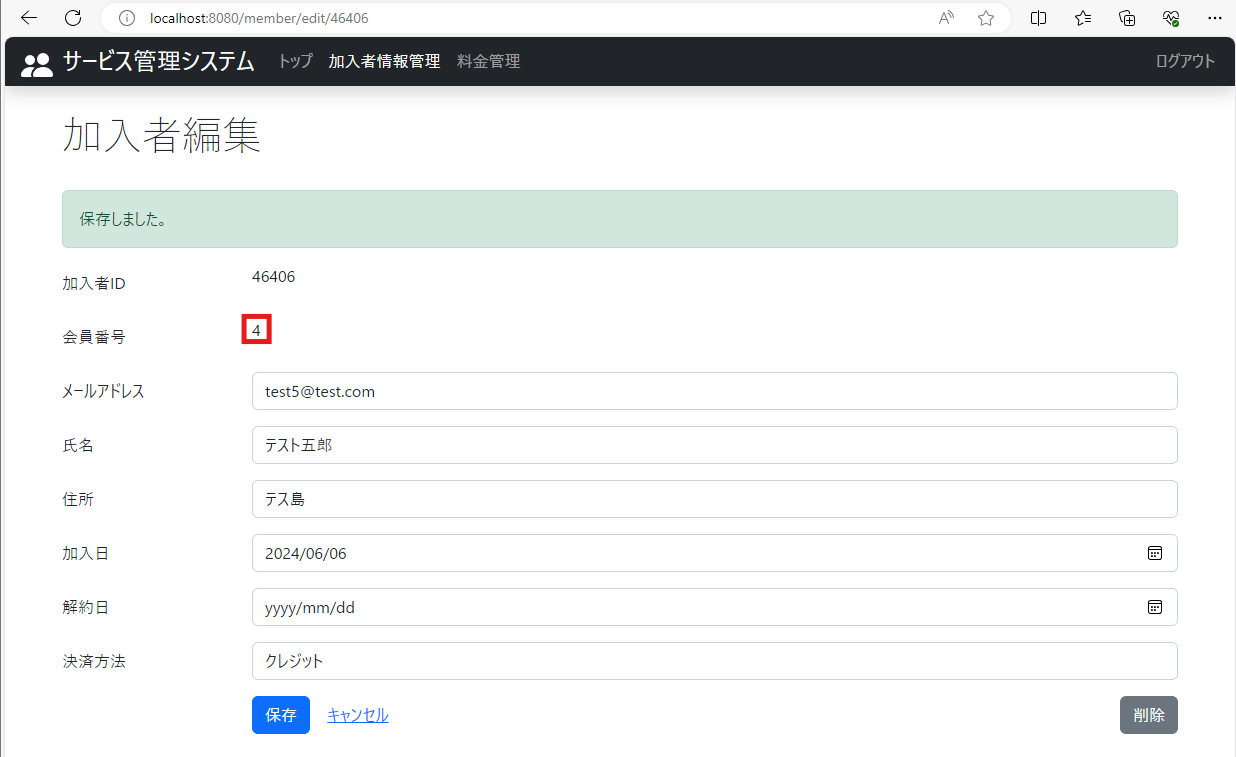 localhost:8080/member/edit/46406
サービス管理システム トップ 加入者情報管理 料金管理 ログアウト
加入者編集
保存しました。
加入者ID 46406
会員番号 4
メールアドレス test5@test.com
氏名 テスト五郎
住所 テス島
加入日 2024/06/06
解約日 yyyy/mm/dd
決済方法 クレジット
保存 キャンセル 削除